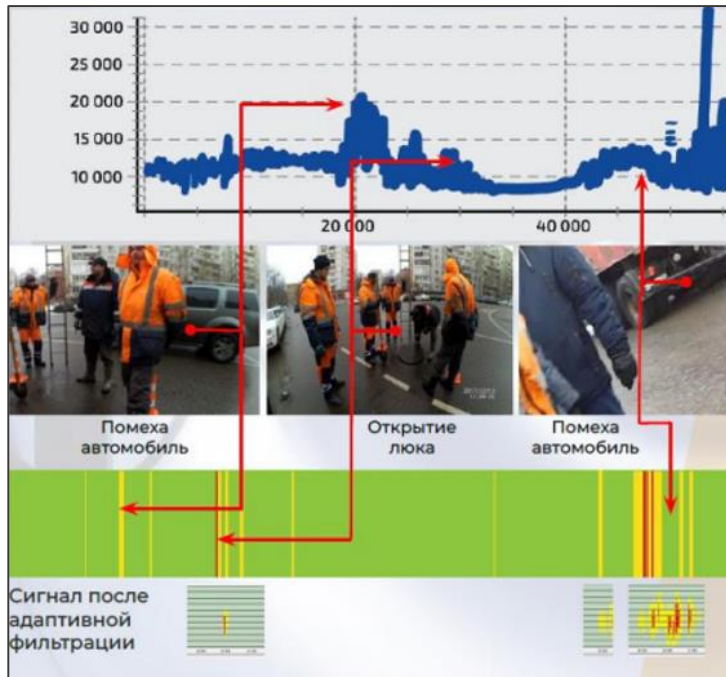 30 000
25 000
20 000
15 000
10 000
20 000
40 000
Помеха
автомобиль
Открытие
люка
Помеха
автомобиль
Сигнал после
адаптивной
фильтрации